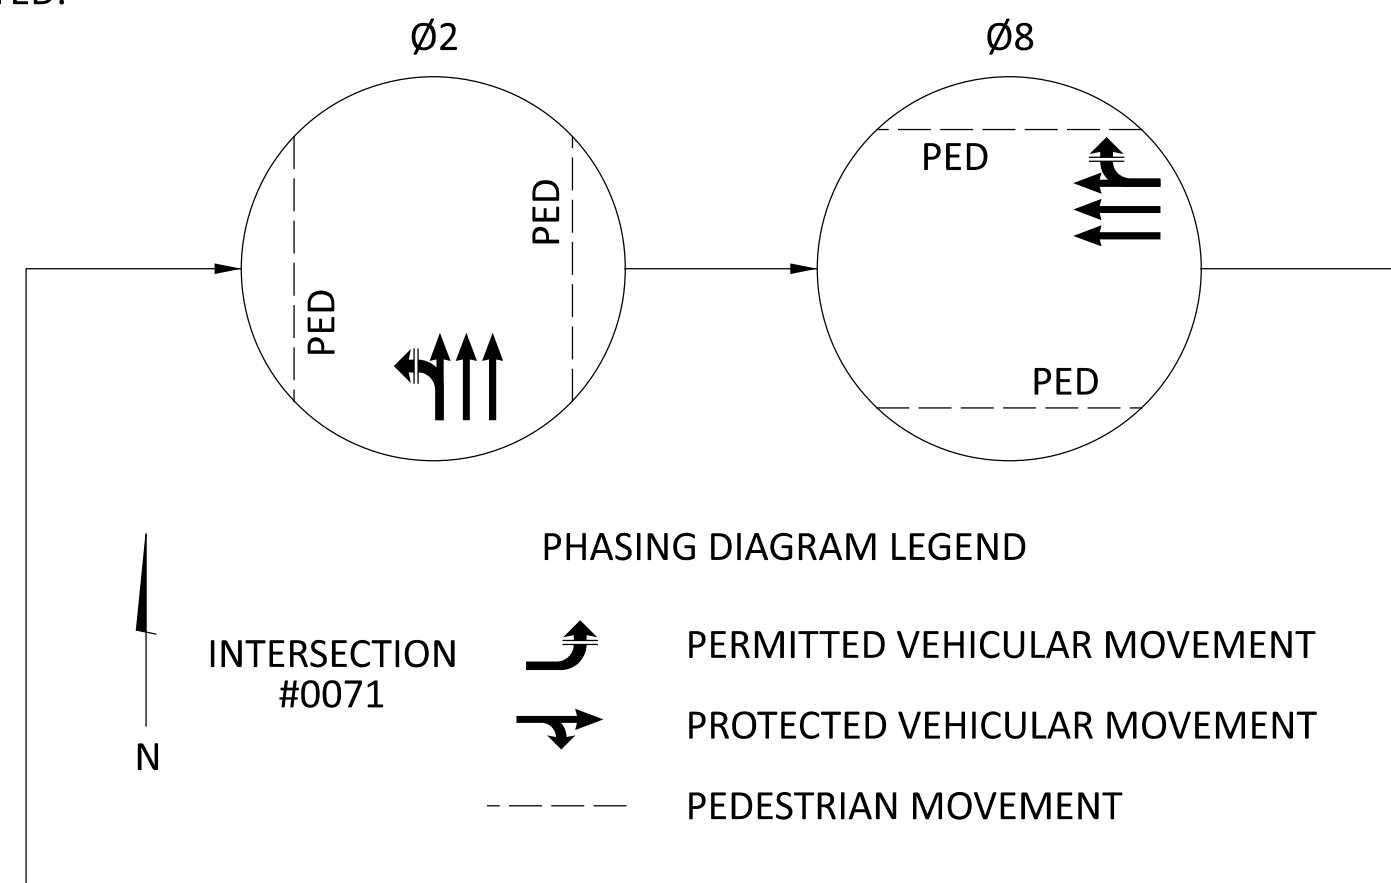 Ø2
Ø8
PED
PED
PED
PED
PHASING DIAGRAM LEGEND
INTERSECTION
#0071
N
PERMITTED VEHICULAR MOVEMENT
PROTECTED VEHICULAR MOVEMENT
PEDESTRIAN MOVEMENT